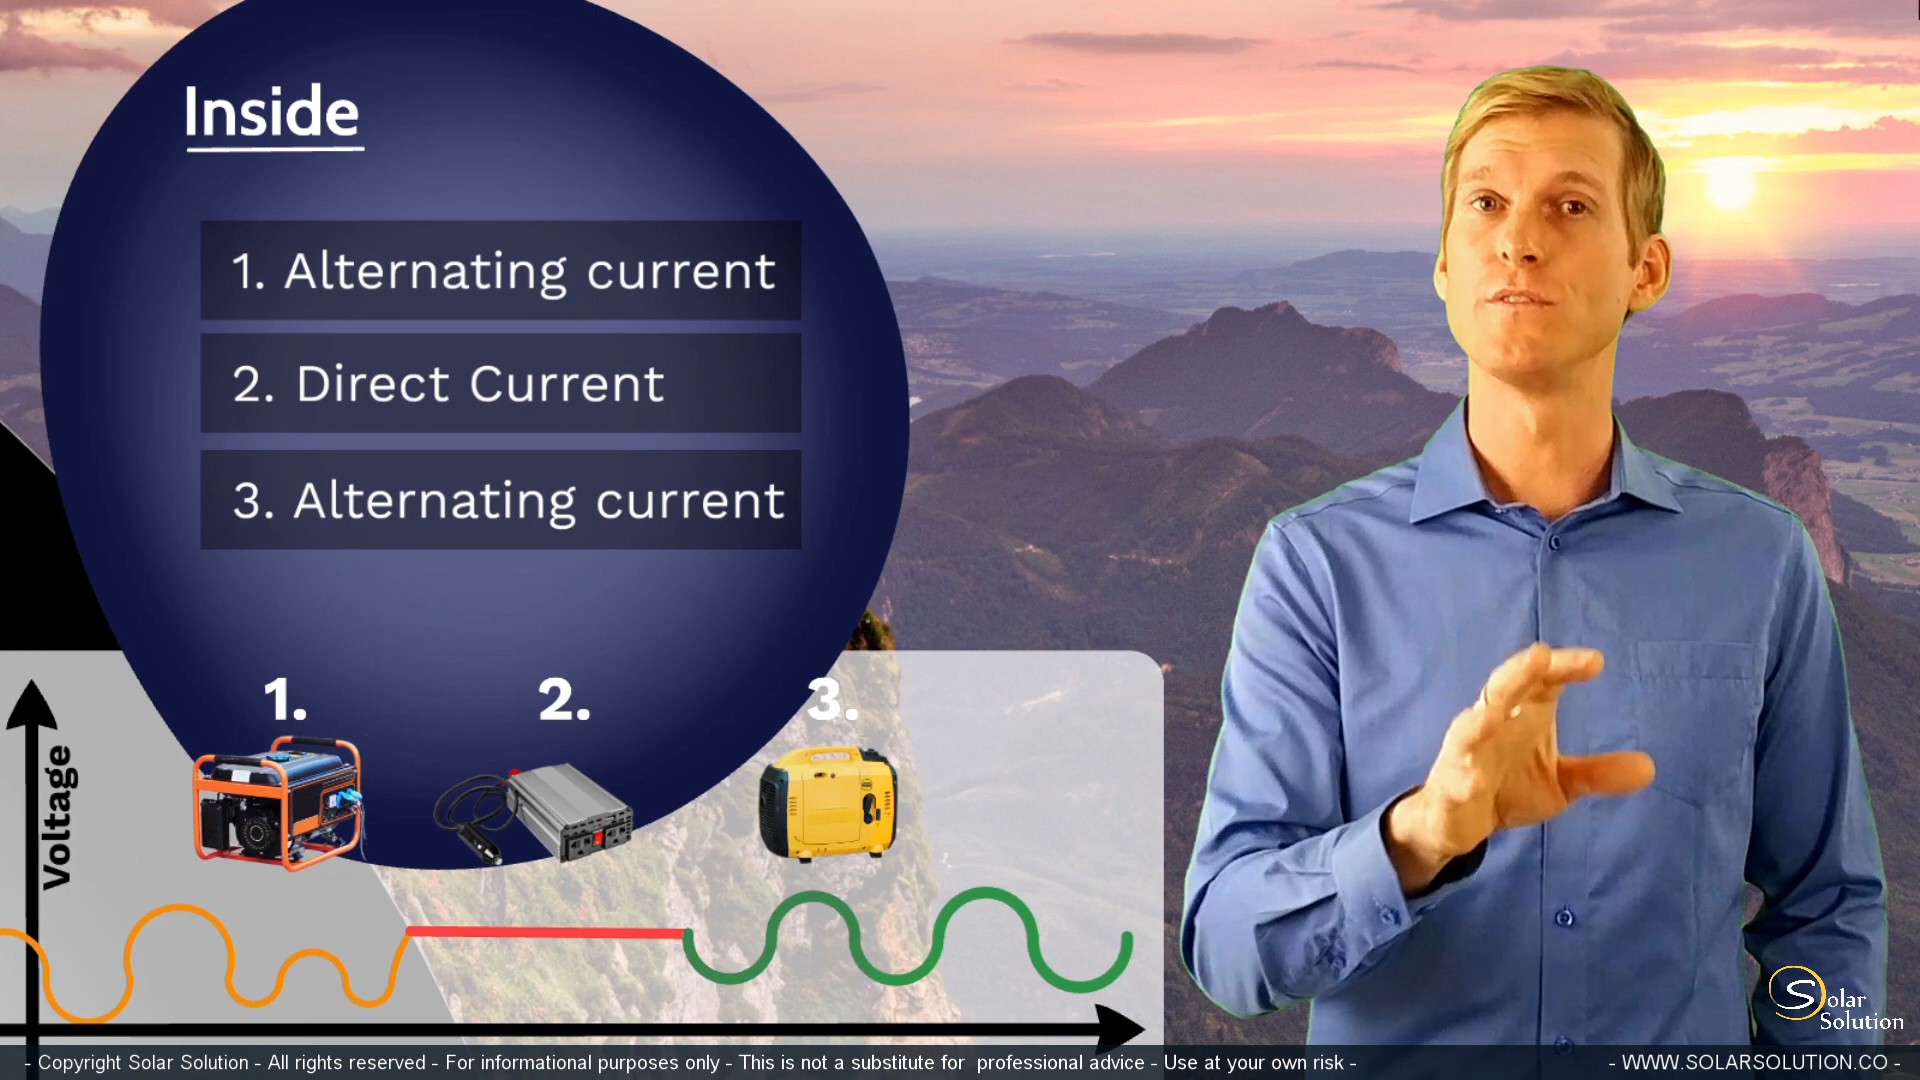 Inside
1. Alternating current
2. Direct Current
3. Alternating current
1.
2.
3.
Voltage
Solar
Solution
- Copyright Solar Solution - All rights reserved - For informational purposes only - This is not a substitute for  professional advice - Use at your own risk -
- WWW.SOLARSOLUTION.CO -